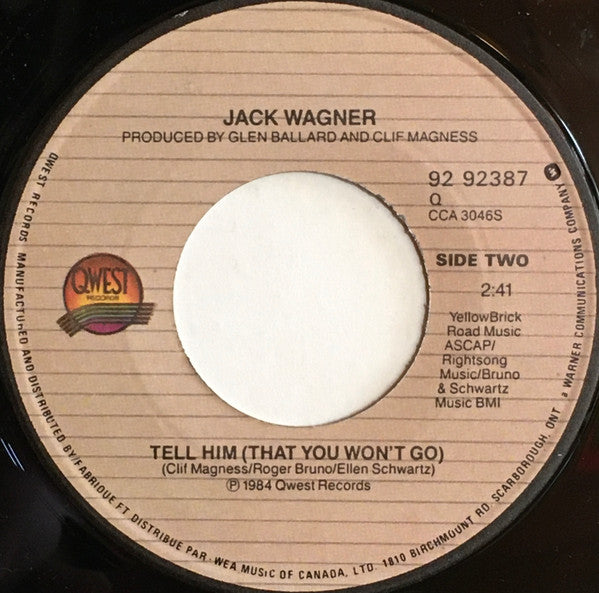 JACK WAGNER
PRODUCED BY GLEN BALLARD AND CLIF MAGNESS
92 92387
Q
CCA 3046S
SIDE TWO
2:41
YellowBrick
Road Music
ASCAP/
Rightsong
Music/Bruno
& Schwartz
Music BMI
QWEST
RECORDS
TELL HIM (THAT YOU WON'T GO)
(Clif Magness/Roger Bruno/Ellen Schwartz)
Ⓟ 1984 Qwest Records
QWEST RECORDS MANUFACTURED AND DISTRIBUTED BY/FABRIQUE ET DISTRIBUE PAR WEA MUSIC OF CANADA, LTD. 1810 BIRCHMOUNT RD. SCARBOROUGH, ONT. a WARNER COMMUNICATIONS COMPANY